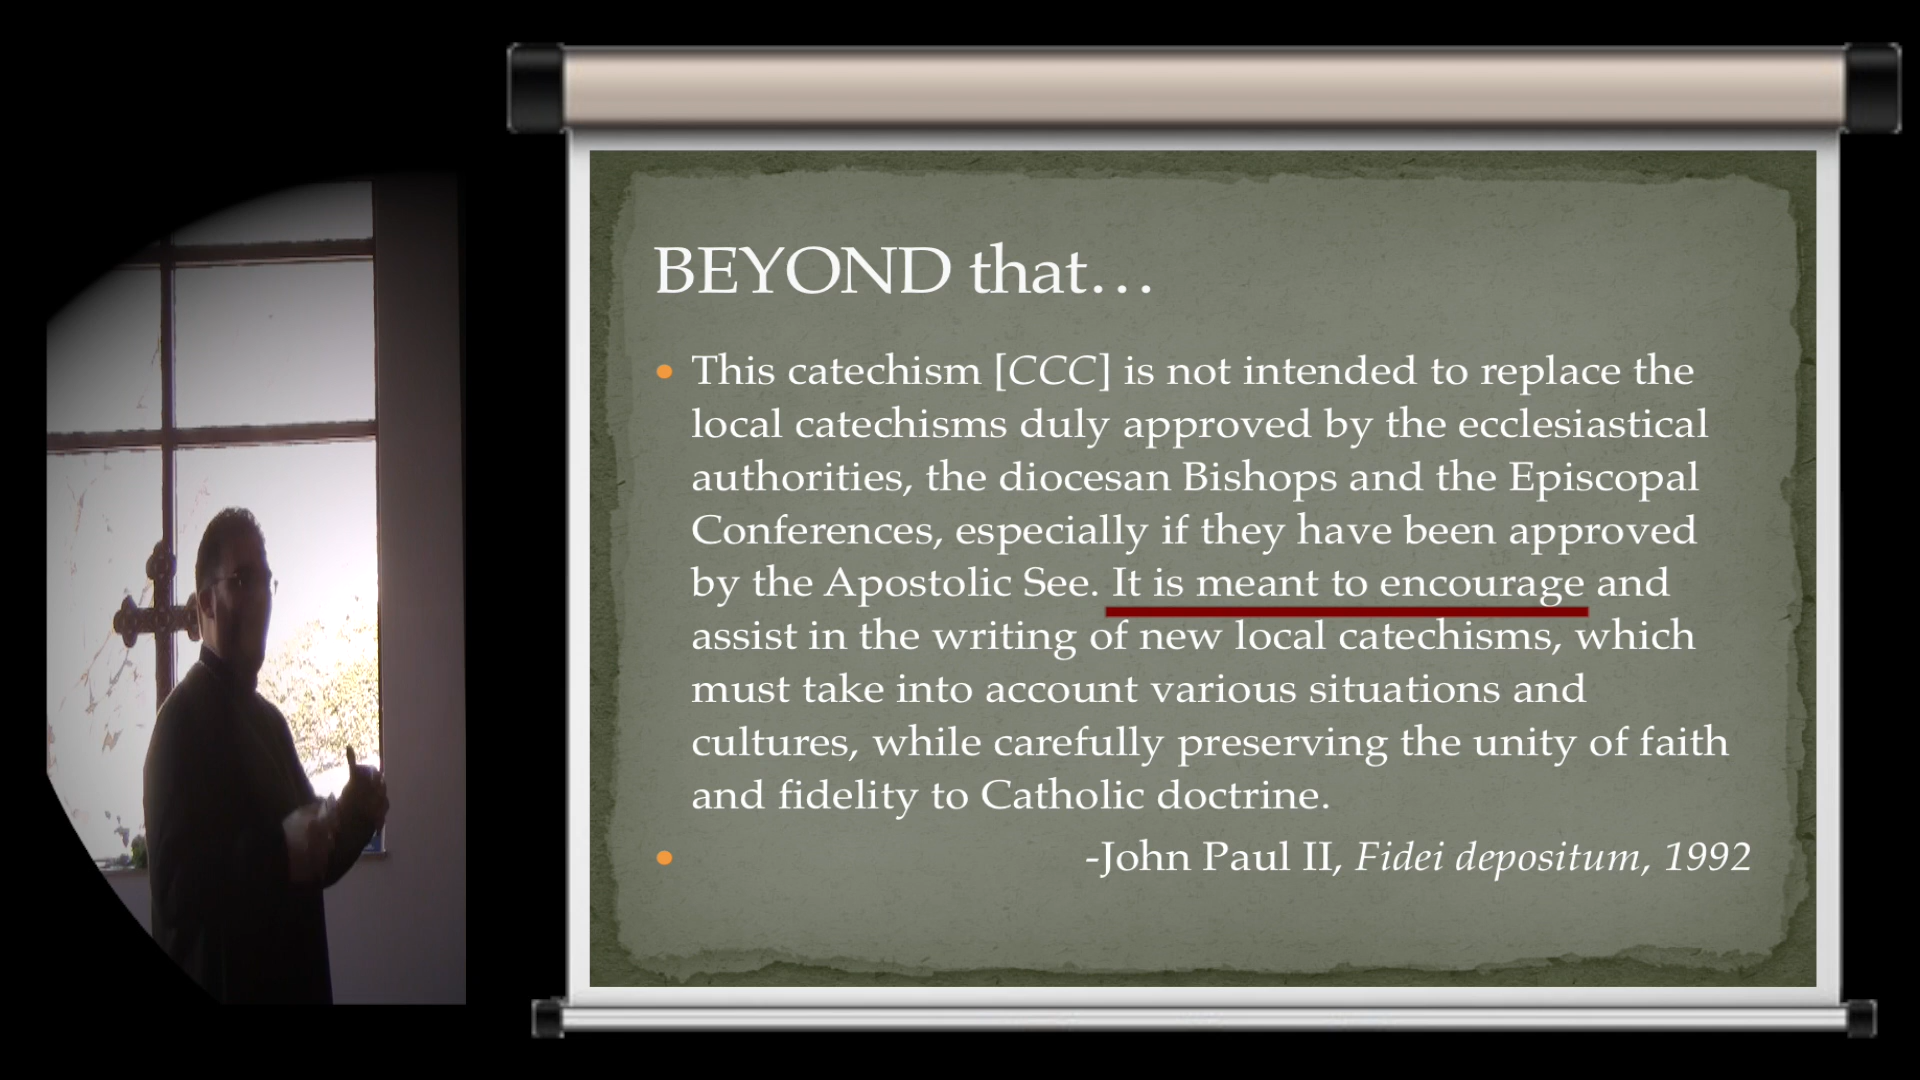 BEYOND that…
This catechism [CCC] is not intended to replace the
local catechisms duly approved by the ecclesiastical
authorities, the diocesan Bishops and the Episcopal
Conferences, especially if they have been approved
by the Apostolic See. It is meant to encourage and
assist in the writing of new local catechisms, which
must take into account various situations and
cultures, while carefully preserving the unity of faith
and fidelity to Catholic doctrine.
-John Paul II, Fidei depositum, 1992